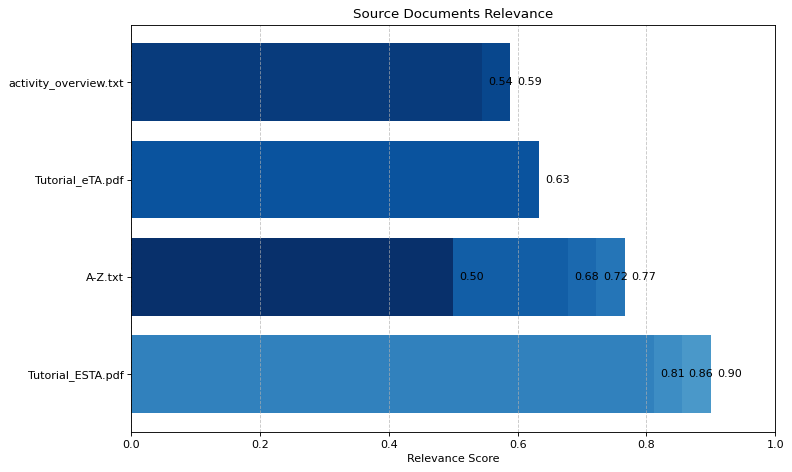 Source Documents Relevance
activity_overview.txt
0.54
0.59
Tutorial_eTA.pdf
0.63
A-Z.txt
0.50
0.68
0.72
0.77
Tutorial_ESTA.pdf
0.81
0.86
0.90
0.0
0.2
0.4
0.6
0.8
1.0
Relevance Score